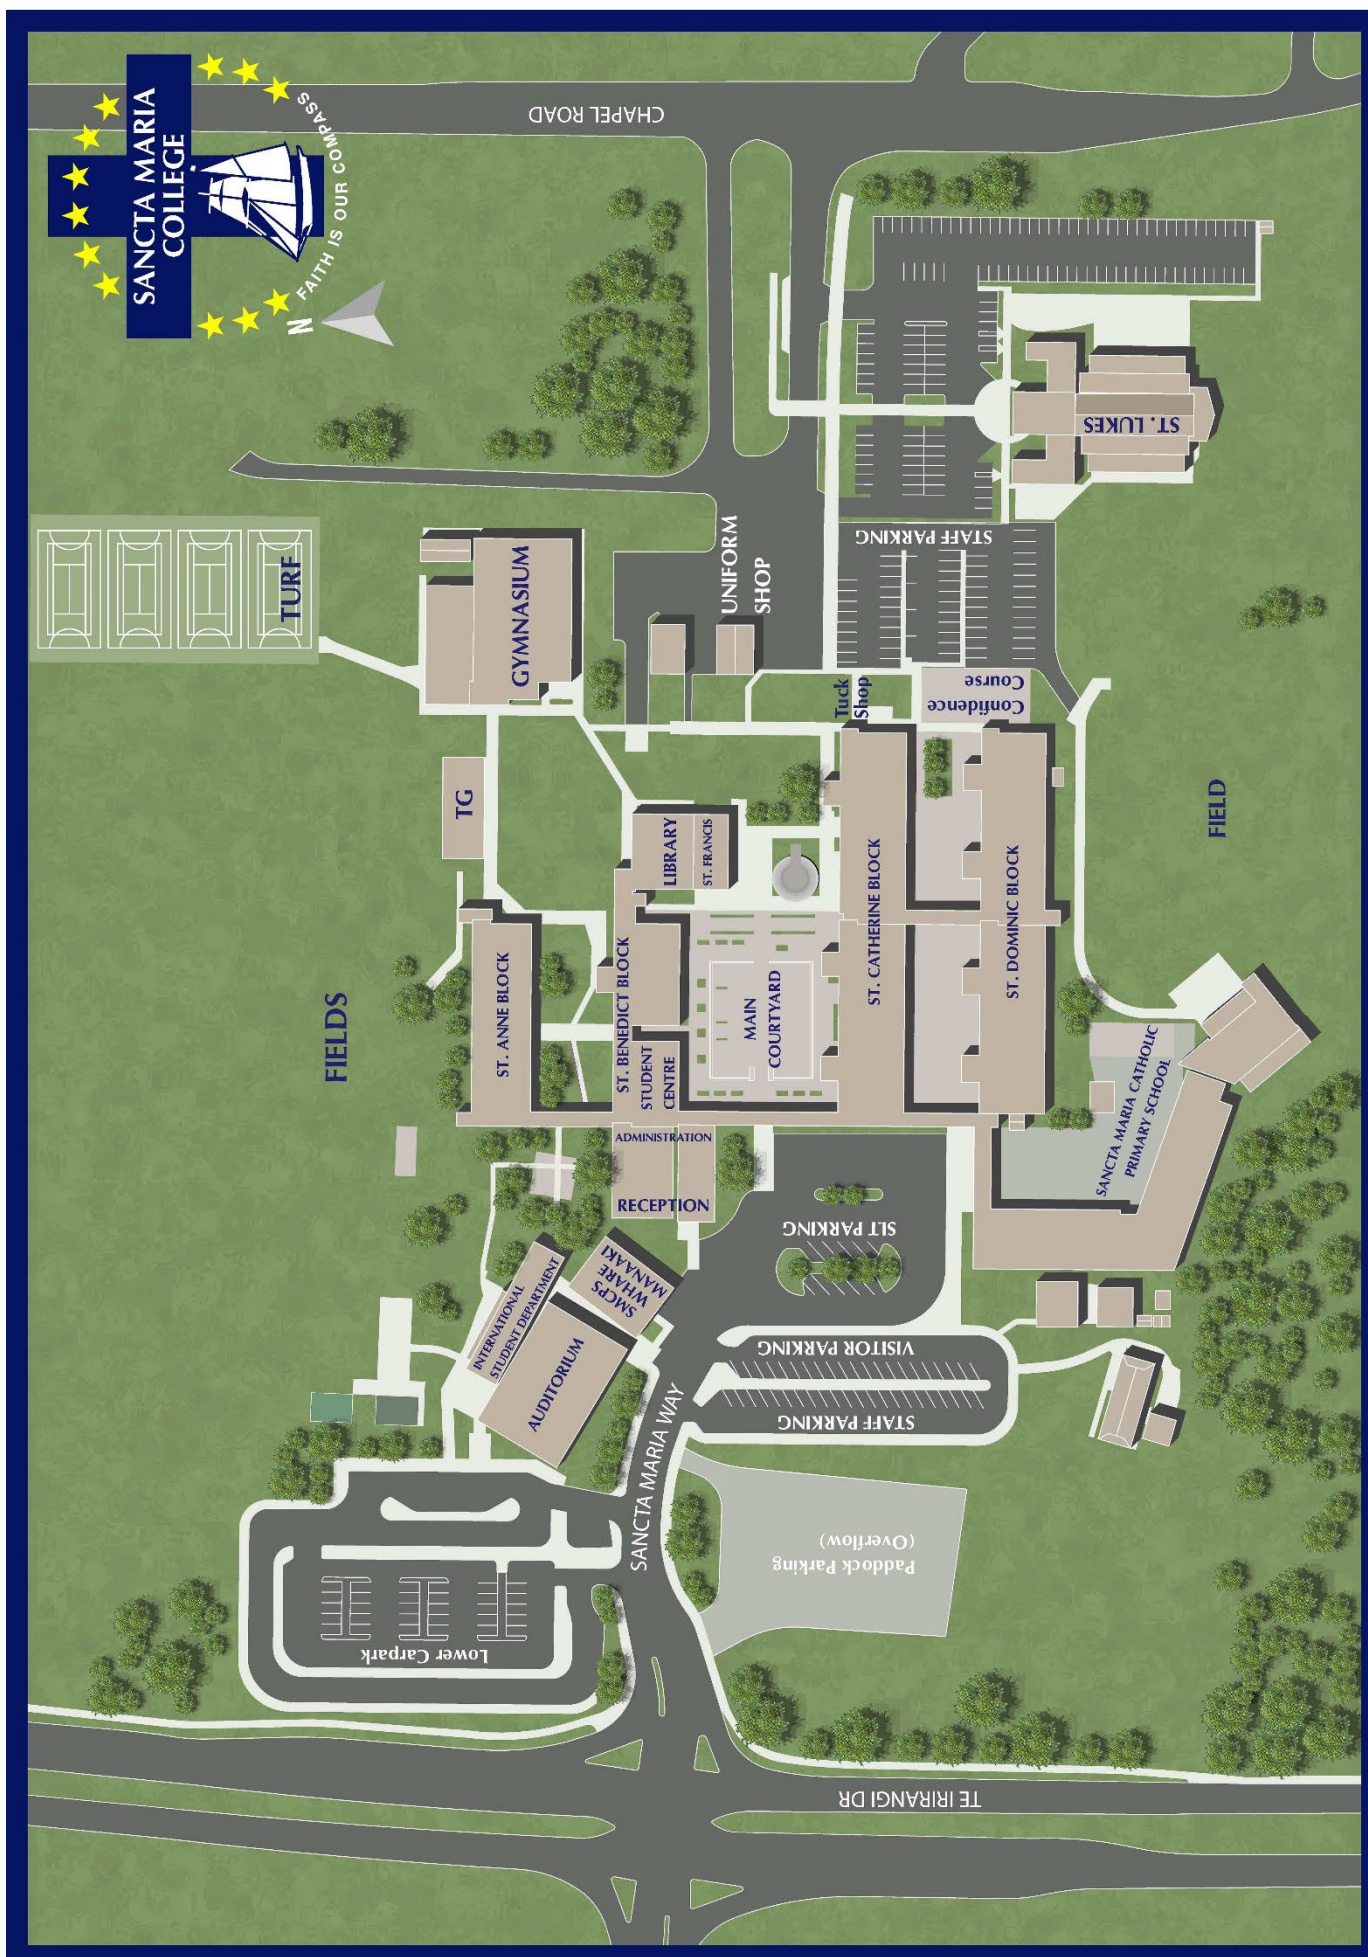 SANCTA MARIA
COLLEGE
FAITH IS OUR COMPASS
N
CHAPEL ROAD
TURF
GYMNASIUM
UNIFORM
SHOP
STAFF PARKING
ST. LUKES
Tuck
Shop
Confidence
Course
TG
LIBRARY
ST. FRANCIS
FIELD
FIELDS
ST. ANNE BLOCK
ST. BENEDICT BLOCK
STUDENT
CENTRE
MAIN
COURTYARD
ST. CATHERINE BLOCK
ST. DOMINIC BLOCK
SANCTA MARIA CATHOLIC
PRIMARY SCHOOL
ADMINISTRATION
RECEPTION
SLT PARKING
SMCPS
WHARE
MANAAKI
INTERNATIONAL
STUDENT DEPARTMENT
AUDITORIUM
VISITOR PARKING
STAFF PARKING
SANCTA MARIA WAY
Paddock Parking
(Overflow)
Lower Carpark
TE IRIRANGI DR